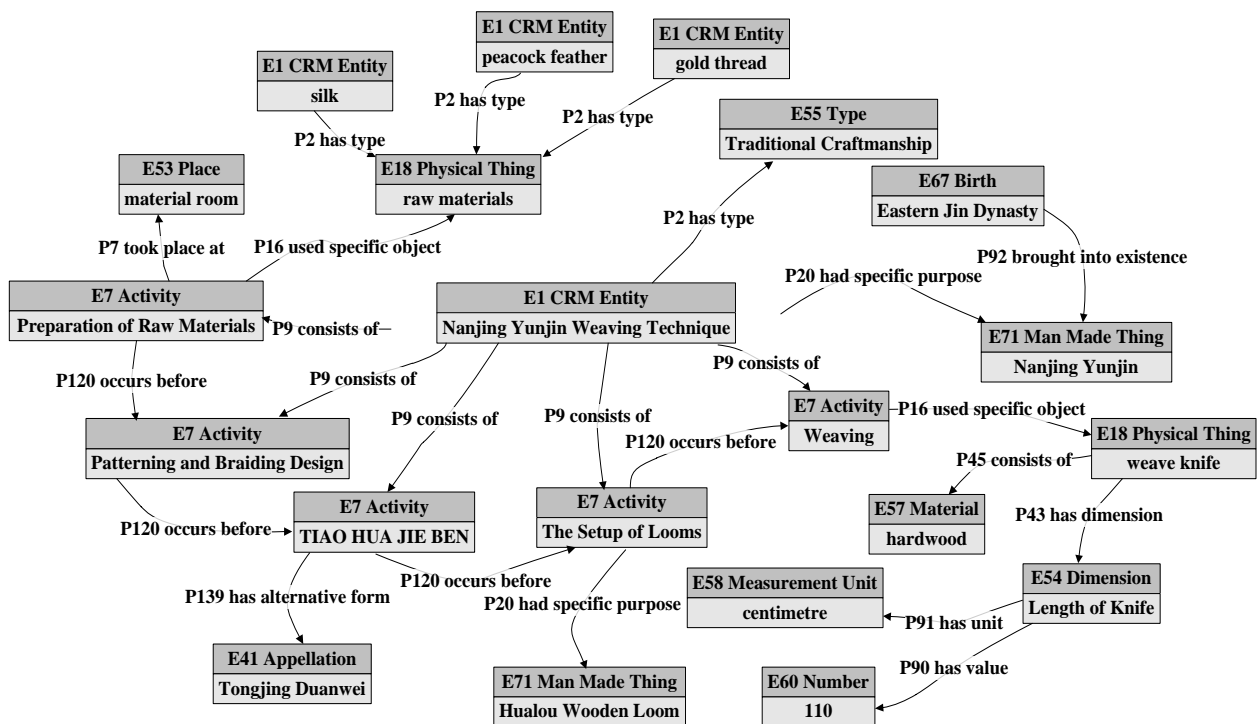 E1 CRM Entity
peacock feather
E1 CRM Entity
gold thread
E1 CRM Entity
silk
P2 has type
P2 has type
P2 has type
E55 Type
Traditional Craftmanship
E53 Place
material room
E18 Physical Thing
raw materials
E67 Birth
Eastern Jin Dynasty
P2 has type
P7 took place at
P16 used specific object
P92 brought into existence
P20 had specific purpose
E7 Activity
Preparation of Raw Materials
P9 consists of
E1 CRM Entity
Nanjing Yunjin Weaving Technique
E71 Man Made Thing
Nanjing Yunjin
P120 occurs before
P9 consists of
P9 consists of
P9 consists of
P9 consists of
E7 Activity
Weaving
P16 used specific object
E7 Activity
Patterning and Braiding Design
P120 occurs before
E18 Physical Thing
weave knife
P45 consists of
E7 Activity
TIAO HUA JIE BEN
E7 Activity
The Setup of Looms
E57 Material
hardwood
P43 has dimension
P120 occurs before
P120 occurs before
E58 Measurement Unit
centimetre
E54 Dimension
Length of Knife
P139 has alternative form
P20 had specific purpose
P91 has unit
P90 has value
E41 Appellation
Tongjing Duanwei
E71 Man Made Thing
Hualou Wooden Loom
E60 Number
110